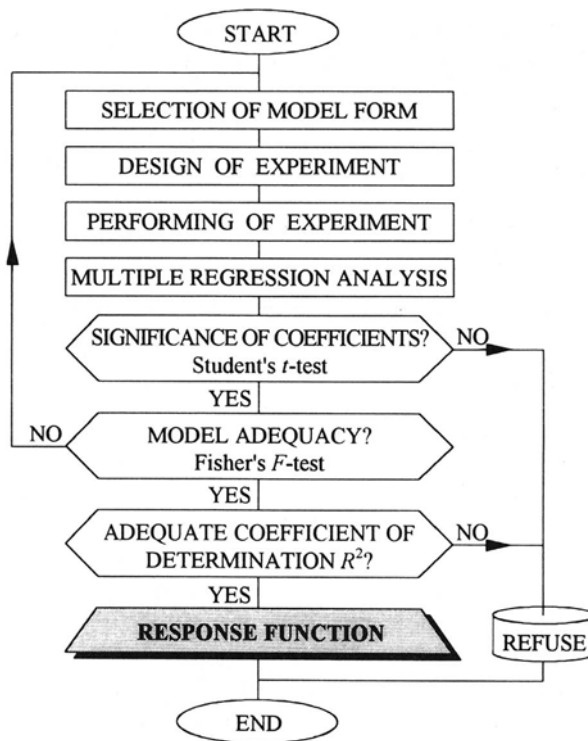 START
SELECTION OF MODEL FORM
DESIGN OF EXPERIMENT
PERFORMING OF EXPERIMENT
MULTIPLE REGRESSION ANALYSIS
SIGNIFICANCE OF COEFFICIENTS?
Student's t-test
NO
YES
NO
MODEL ADEQUACY?
Fisher's F-test
YES
ADEQUATE COEFFICIENT OF
DETERMINATION R²?
NO
YES
RESPONSE FUNCTION
REFUSE
END